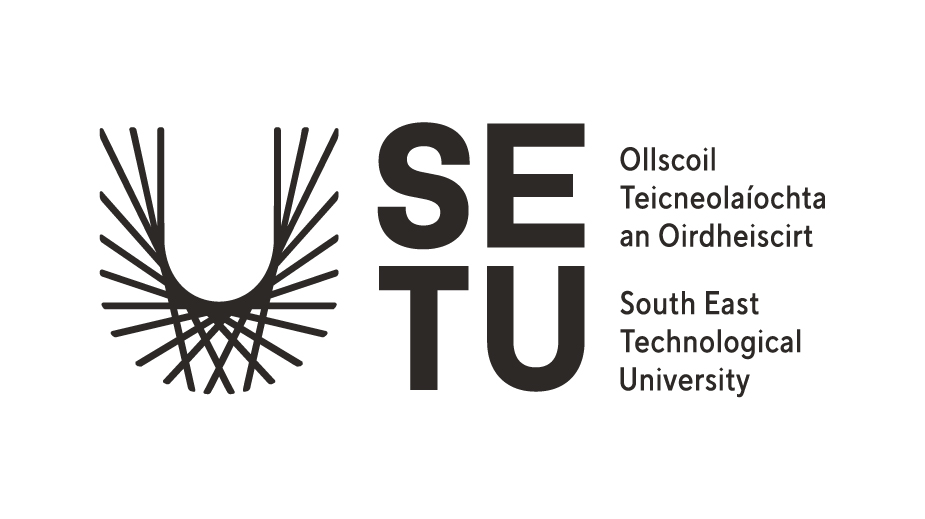 SE
TU
Ollscoil
Teicneolaíochta
an Oirdheiscirt
South East
Technological
University